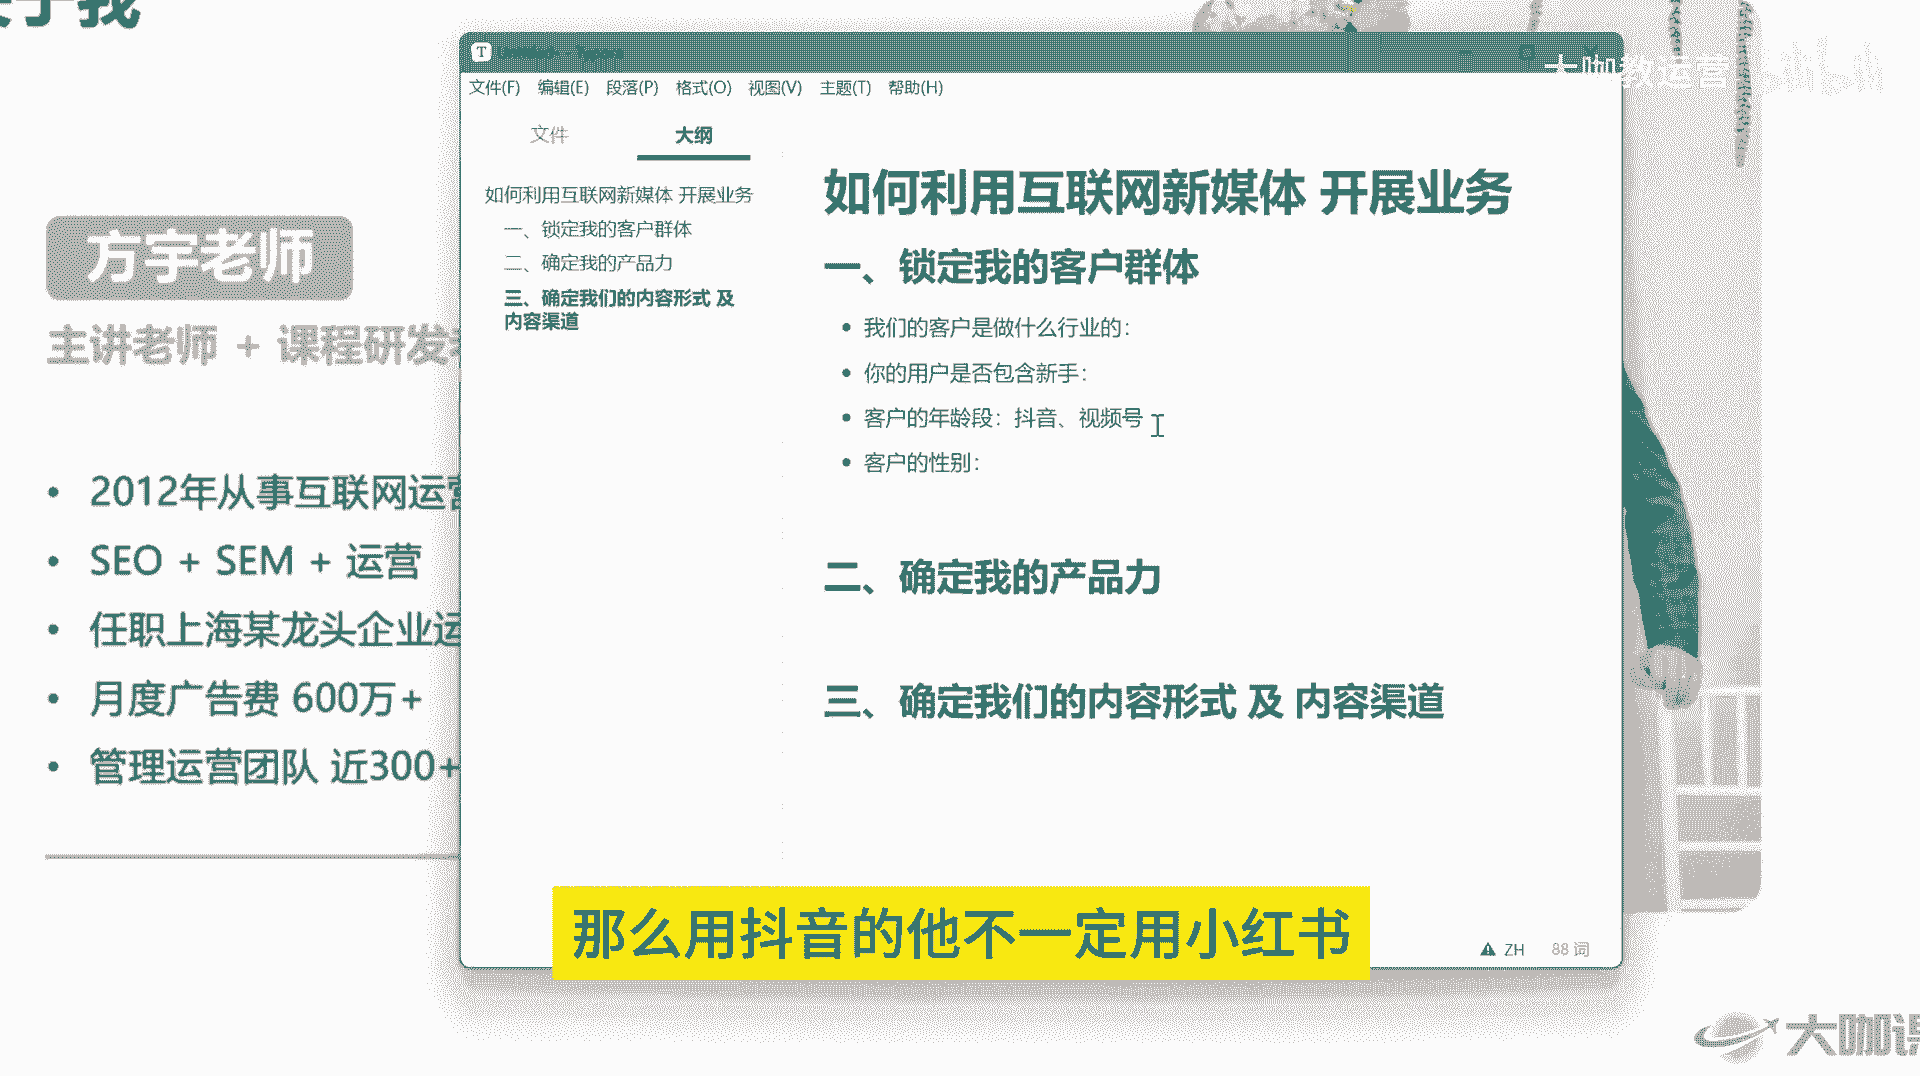 于我
方宇老师
主讲老师 + 课程研发
2012年从事互联网运营
SEO + SEM + 运营
任职上海某龙头企业运
月度广告费 600万+
管理运营团队 近300+
T
文件(F) 编辑(E) 段落(P) 格式(O) 视图(V) 主题(T) 帮助(H)
文件 大纲
如何利用互联网新媒体 开展业务
一、锁定我的客户群体
二、确定我的产品力
三、确定我们的内容形式 及
内容渠道
如何利用互联网新媒体 开展业务
一、锁定我的客户群体
我们的客户是做什么行业的：
你的用户是否包含新手：
客户的年龄段：抖音、视频号
客户的性别：
二、确定我的产品力
三、确定我们的内容形式 及 内容渠道
ZH 88 词
大咖教运营
那么用抖音的他不一定用小红书
大咖课